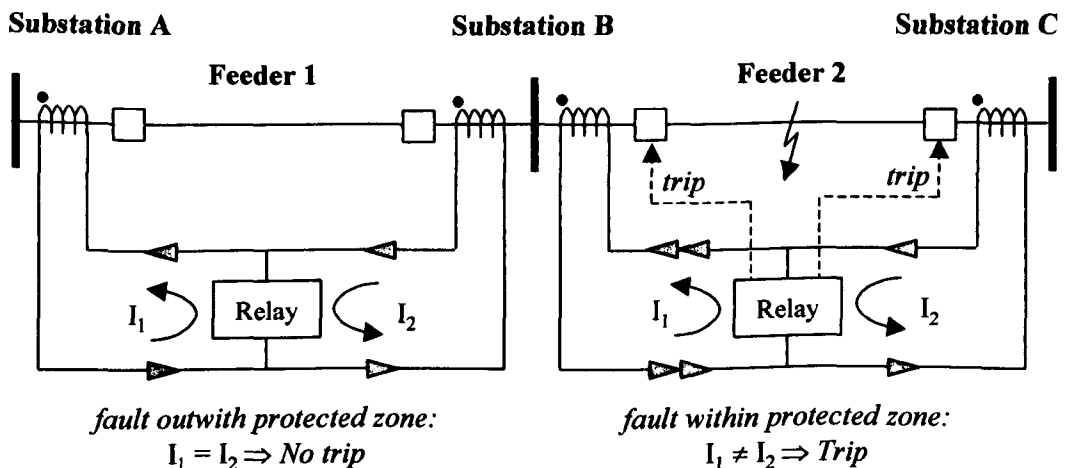 Substation A
Substation B
Substation C
Feeder 1
Feeder 2
trip
trip
I₁
Relay
I₂
I₁
Relay
I₂
fault outwith protected zone:
I₁ = I₂ ⇒ No trip
fault within protected zone:
I₁ ≠ I₂ ⇒ Trip